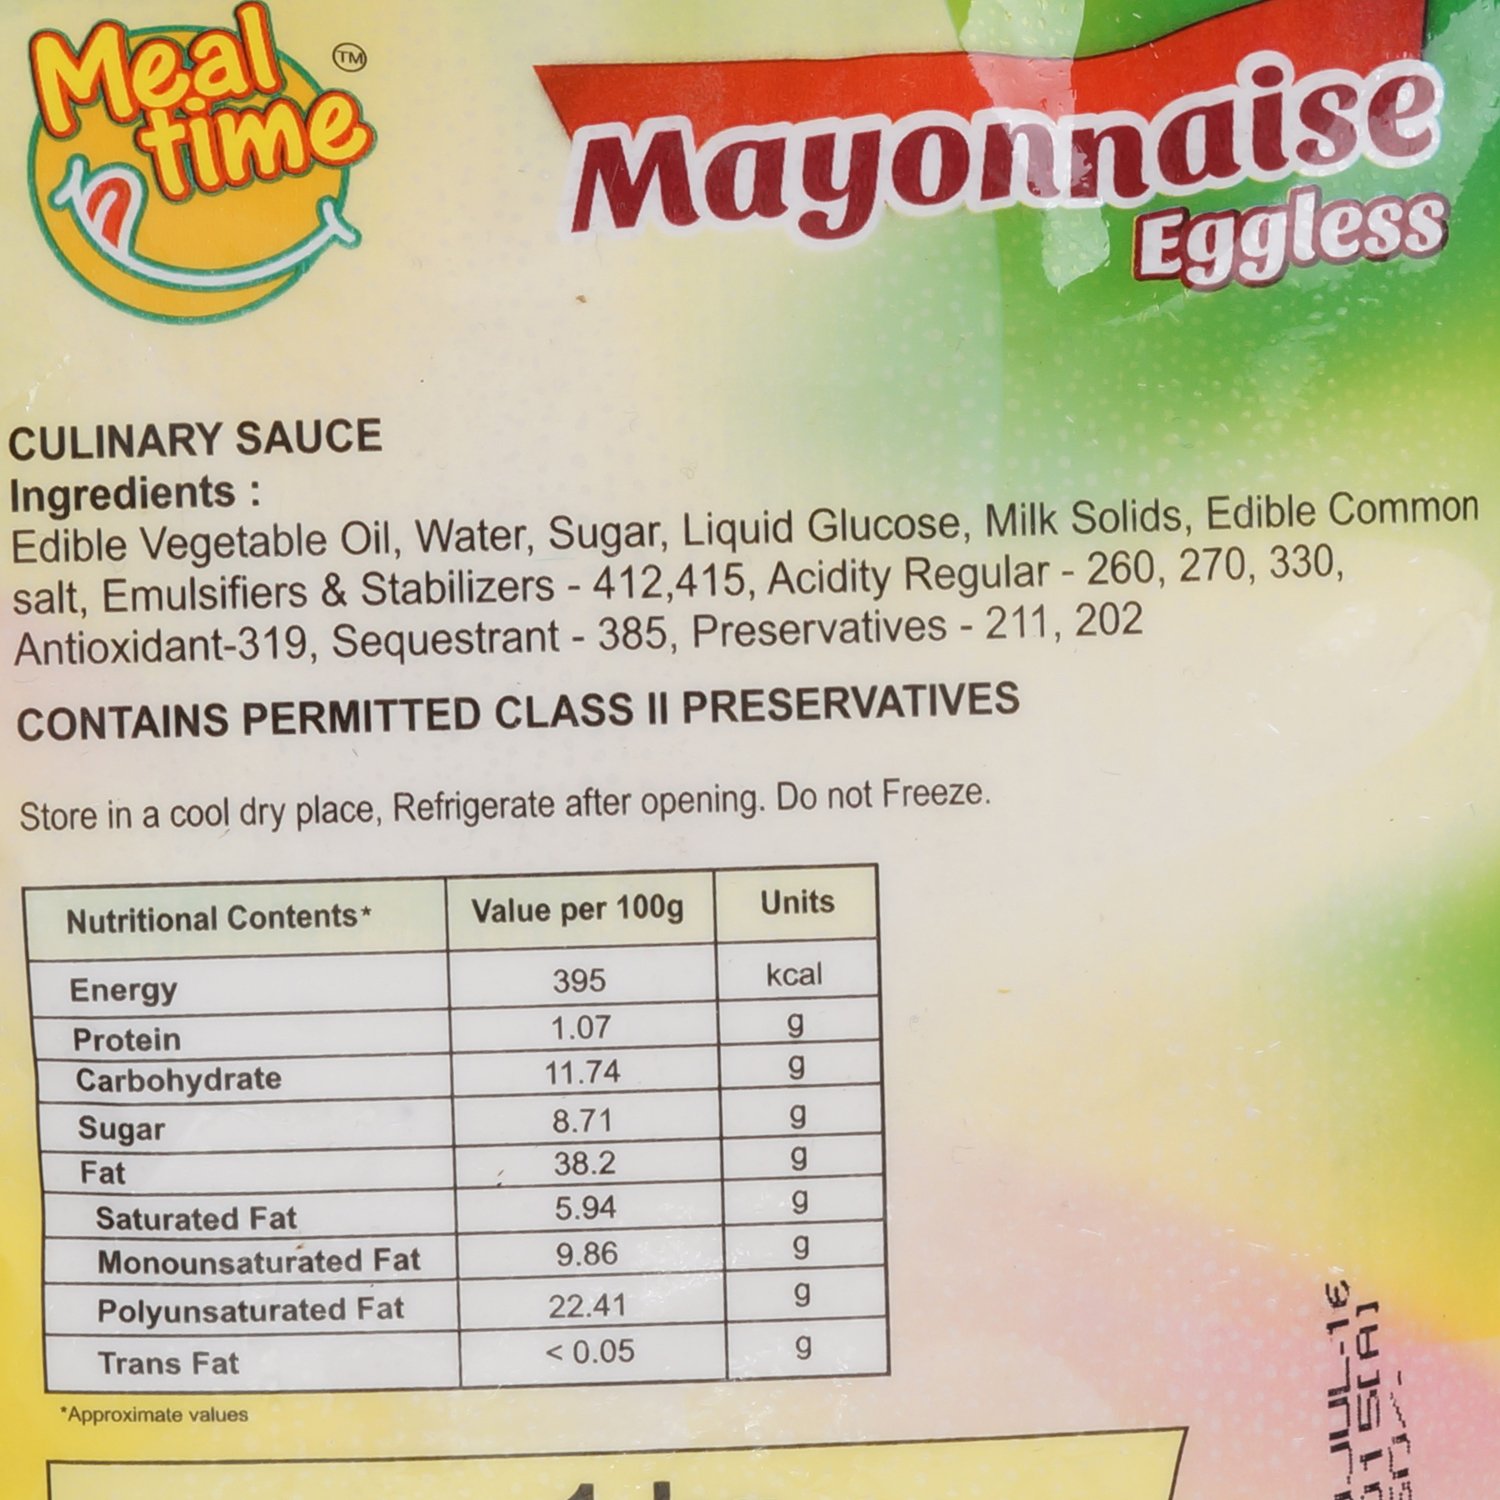 Meal
time
TM
Mayonnaise
Eggless
CULINARY SAUCE
Ingredients :
Edible Vegetable Oil, Water, Sugar, Liquid Glucose, Milk Solids, Edible Common
salt, Emulsifiers & Stabilizers - 412,415, Acidity Regular - 260, 270, 330,
Antioxidant-319, Sequestrant - 385, Preservatives - 211, 202
CONTAINS PERMITTED CLASS II PRESERVATIVES
Store in a cool dry place, Refrigerate after opening. Do not Freeze.
Nutritional Contents* Value per 100g Units
Energy 395 kcal
Protein 1.07 g
Carbohydrate 11.74 g
Sugar 8.71 g
Fat 38.2 g
Saturated Fat 5.94 g
Monounsaturated Fat 9.86 g
Polyunsaturated Fat 22.41 g
Trans Fat < 0.05 g
*Approximate values
JUL-16